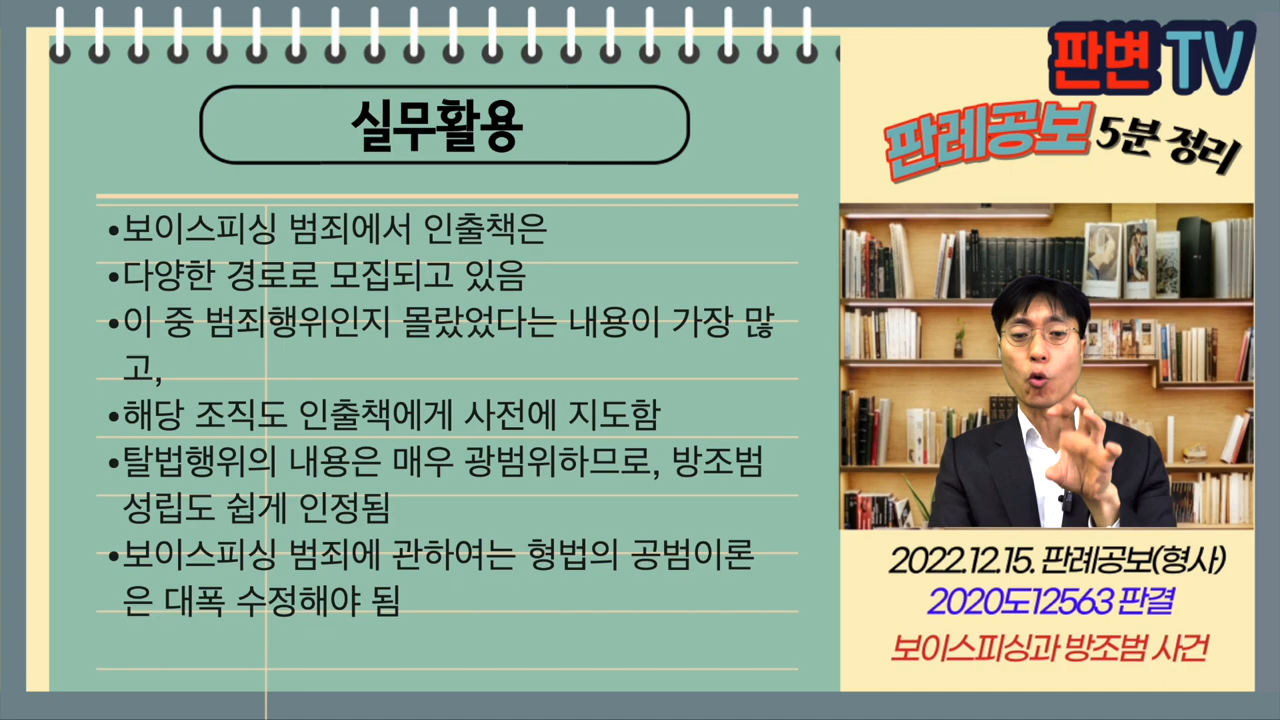 실무활용
•보이스피싱 범죄에서 인출책은
•다양한 경로로 모집되고 있음
•이 중 범죄행위인지 몰랐었다는 내용이 가장 많
고,
•해당 조직도 인출책에게 사전에 지도함
•탈법행위의 내용은 매우 광범위하므로, 방조범
성립도 쉽게 인정됨
•보이스피싱 범죄에 관하여는 형법의 공범이론
은 대폭 수정해야 됨
판변 TV
판례공보 5분 정리
2022.12.15. 판례공보(형사)
2020도12563 판결
보이스피싱과 방조범 사건